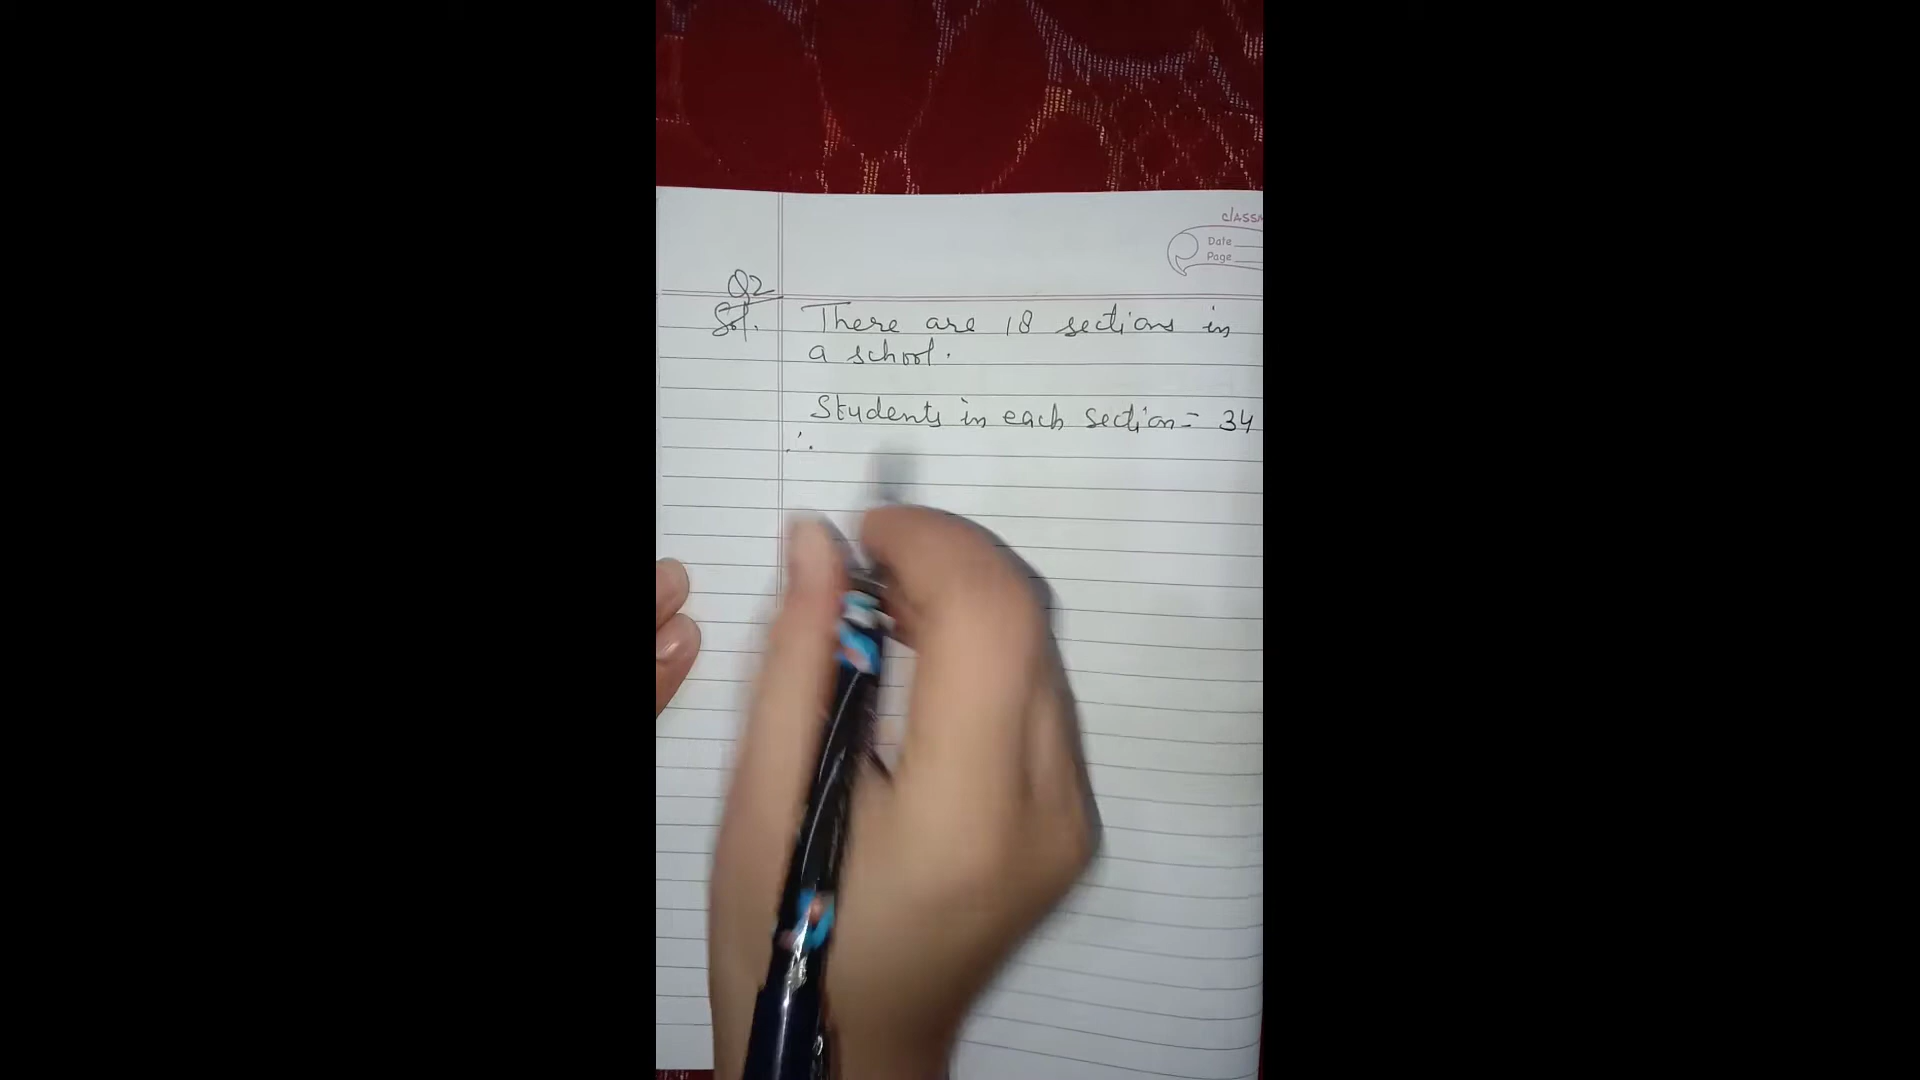 classm
Date
Page
Q2
Sol. There are 18 sections in
a school.
Students in each section = 34
∴